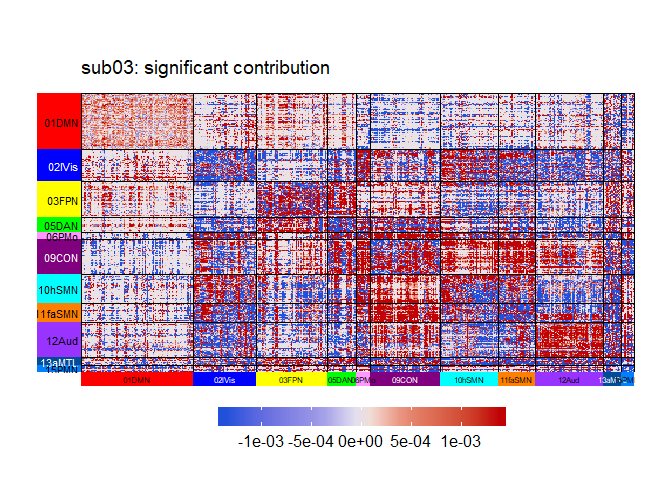 sub03: significant contribution
01DMN
02lVis
03FPN
05DAN
06PMo
09CON
10hSMN
11faSMN
12Aud
13aMTL
01DMN 02lVis 03FPN 05DAN 09CON 10hSMN 11faSMN 12Aud
-1e-03 -5e-04 0e+00 5e-04 1e-03